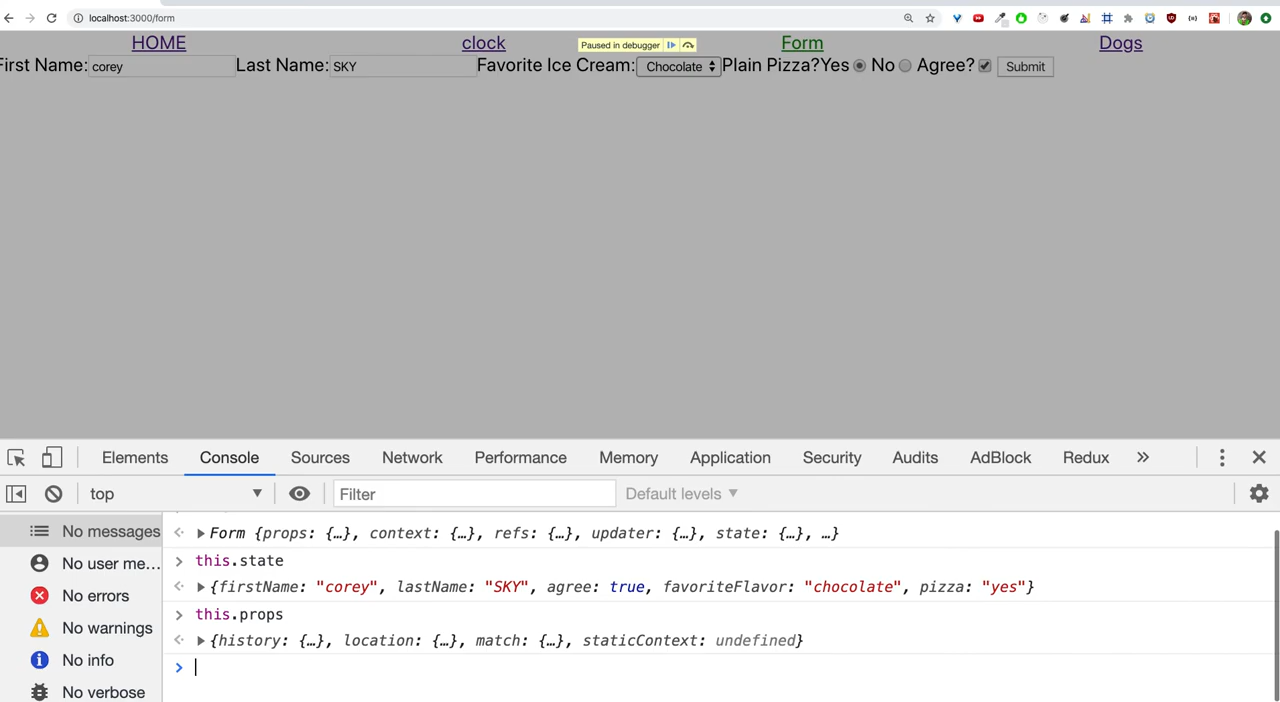 localhost:3000/form
HOME clock Paused in debugger Form Dogs
First Name: corey Last Name: SKY Favorite Ice Cream: Chocolate Plain Pizza?Yes No Agree? Submit
Elements Console Sources Network Performance Memory Application Security Audits AdBlock Redux »
top Filter Default levels ▼
No messages
No user me...
No errors
No warnings
No info
No verbose
Form {props: {…}, context: {…}, refs: {…}, updater: {…}, state: {…}, …}
this.state
{firstName: "corey", lastName: "SKY", agree: true, favoriteFlavor: "chocolate", pizza: "yes"}
this.props
{history: {…}, location: {…}, match: {…}, staticContext: undefined}